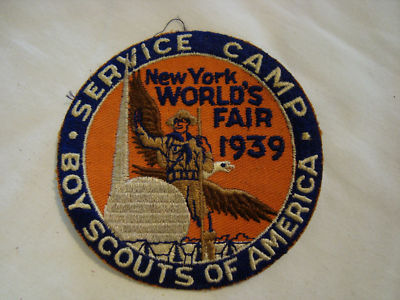 SERVICE CAMP
New York
WORLD'S
FAIR
1939
BOY SCOUTS OF AMERICA